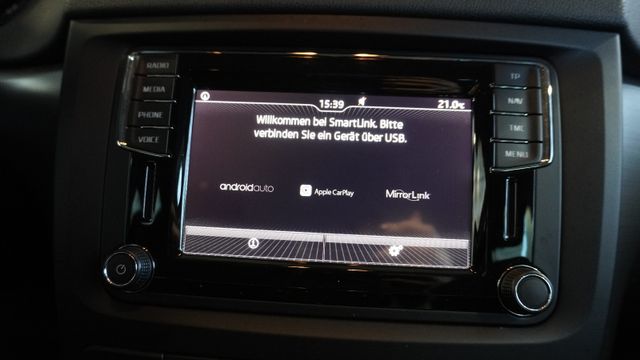 RADIO
MEDIA
PHONE
VOICE
TP
NAV
TMC
MENU
15:39
21.0°C
Willkommen bei SmartLink. Bitte
verbinden Sie ein Gerät über USB.
androidauto
Apple CarPlay
MirrorLink